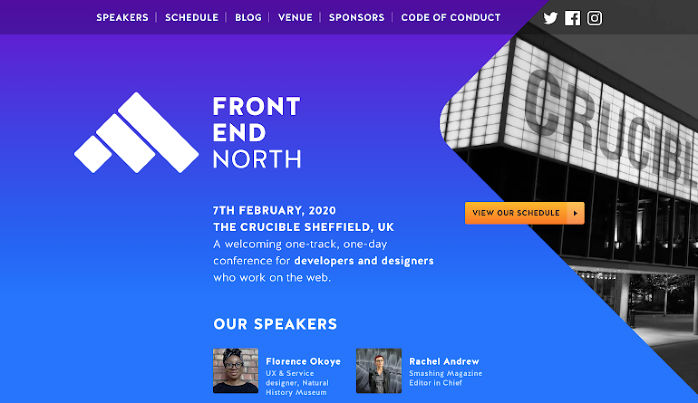 SPEAKERS | SCHEDULE | BLOG | VENUE | SPONSORS | CODE OF CONDUCT
FRONT
END
NORTH
CRUCIBL
7TH FEBRUARY, 2020
THE CRUCIBLE SHEFFIELD, UK
A welcoming one-track, one-day
conference for developers and designers
who work on the web.
VIEW OUR SCHEDULE
OUR SPEAKERS
Florence Okoye
UX & Service
designer, Natural
History Museum
Rachel Andrew
Smashing Magazine
Editor in Chief